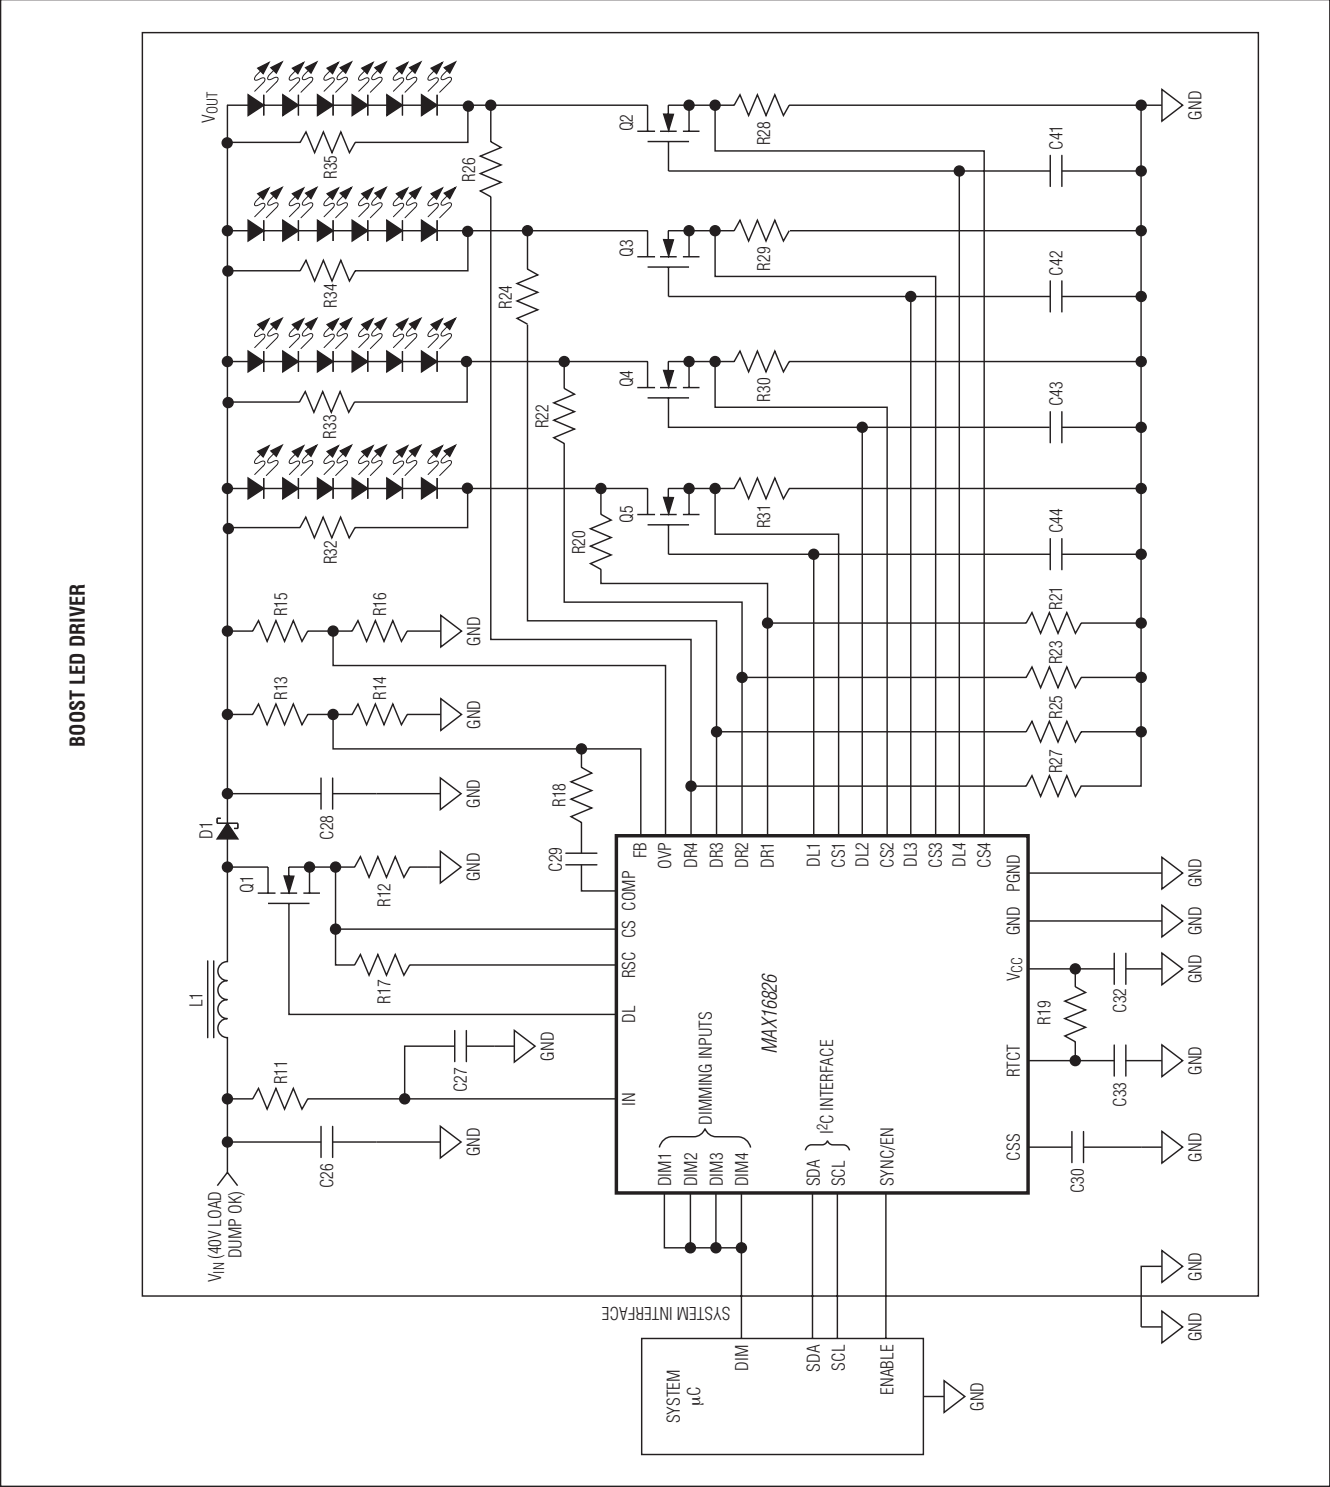 BOOST LED DRIVER
VIN (40V LOAD
DUMP OK)
C26
GND
R11
C27
GND
L1
Q1
R12
GND
R17
D1
C28
GND
R13
R14
GND
R15
R16
GND
R18
C29
VOUT
R32
R33
R34
R35
R20
R22
R24
R26
Q5
Q4
Q3
Q2
R31
R30
R29
R28
C44
C43
C42
C41
GND
R21
R23
R25
R27
IN
DL
RSC
CS
COMP
FB
OVP
DR4
DR3
DR2
DR1
DL1
CS1
DL2
CS2
DL3
CS3
DL4
CS4
MAX16826
DIM1
DIM2
DIM3
DIM4
DIMMING INPUTS
SDA
SCL
I2C INTERFACE
SYNC/EN
CSS
RTCT
VCC
GND
PGND
C30
GND
C33
GND
R19
C32
GND
GND
GND
SYSTEM INTERFACE
SYSTEM
µC
DIM
SDA
SCL
ENABLE
GND
GND
GND